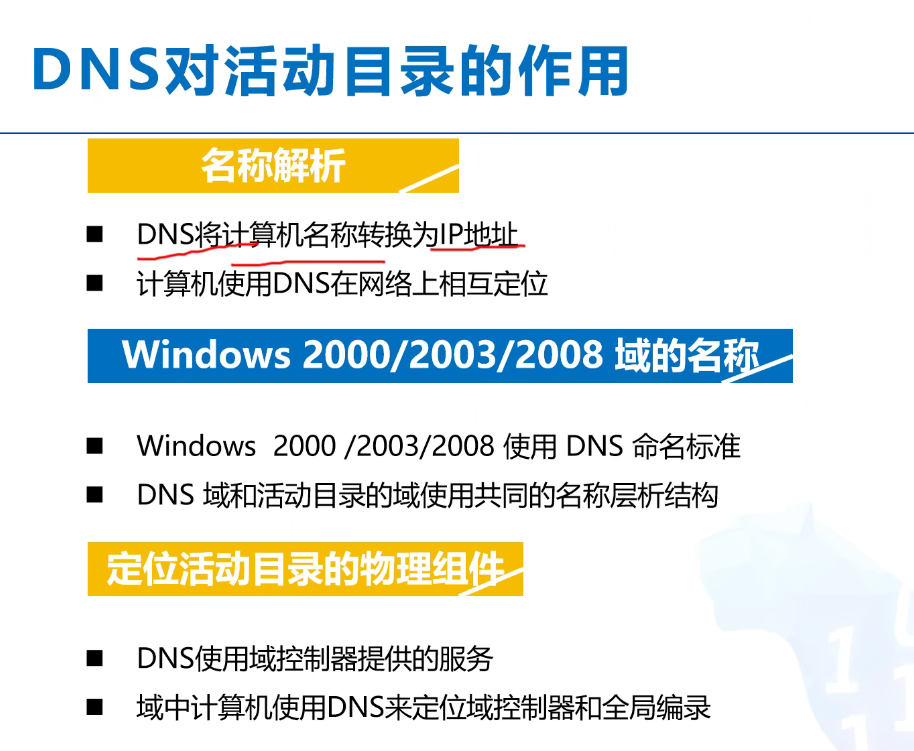 DNS对活动目录的作用
名称解析
■ DNS将计算机名称转换为IP地址
■ 计算机使用DNS在网络上相互定位
Windows 2000/2003/2008 域的名称
■ Windows 2000 /2003/2008 使用 DNS 命名标准
■ DNS 域和活动目录的域使用共同的名称层析结构
定位活动目录的物理组件
■ DNS使用域控制器提供的服务
■ 域中计算机使用DNS来定位域控制器和全局编录